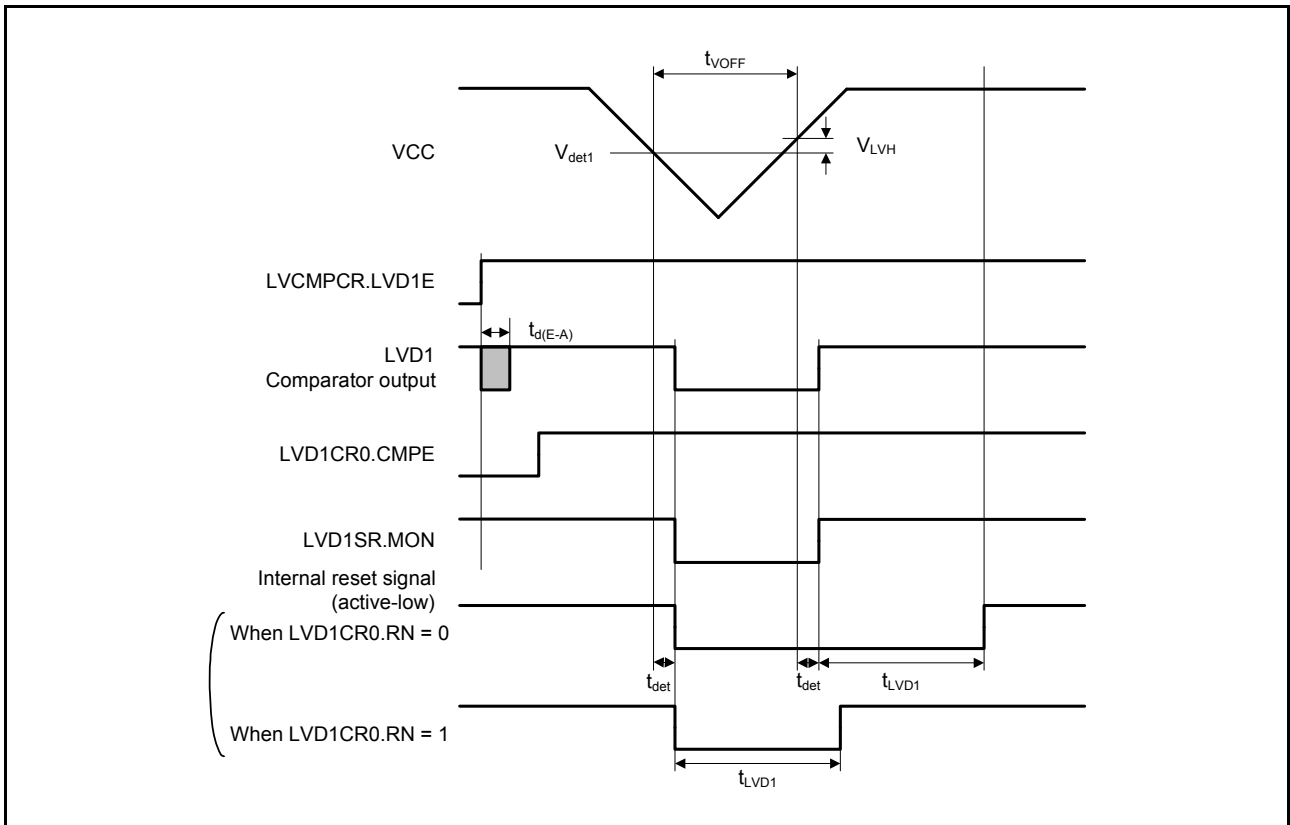 tVOFF
VCC
Vdet1
VLVH
LVCMPCR.LVD1E
td(E-A)
LVD1
Comparator output
LVD1CR0.CMPE
LVD1SR.MON
Internal reset signal
(active-low)
When LVD1CR0.RN = 0
tdet
tdet
tLVD1
When LVD1CR0.RN = 1
tLVD1